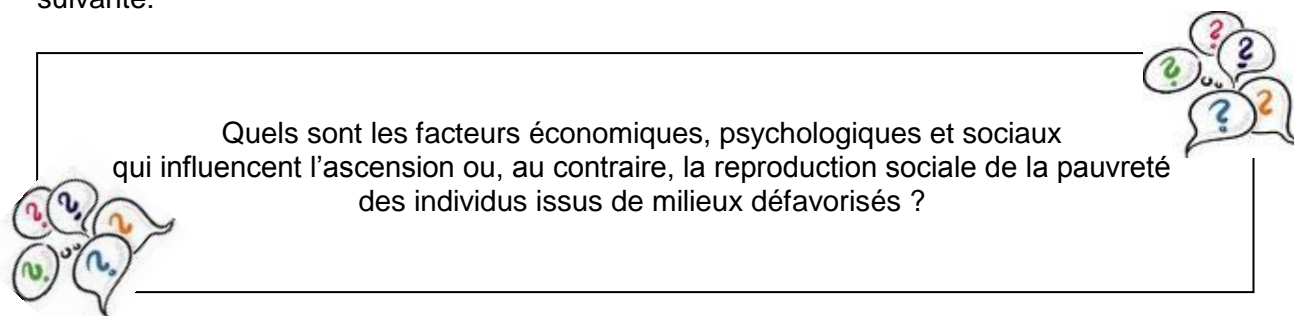 suivante.
Quels sont les facteurs économiques, psychologiques et sociaux
qui influencent l’ascension ou, au contraire, la reproduction sociale de la pauvreté
des individus issus de milieux défavorisés ?